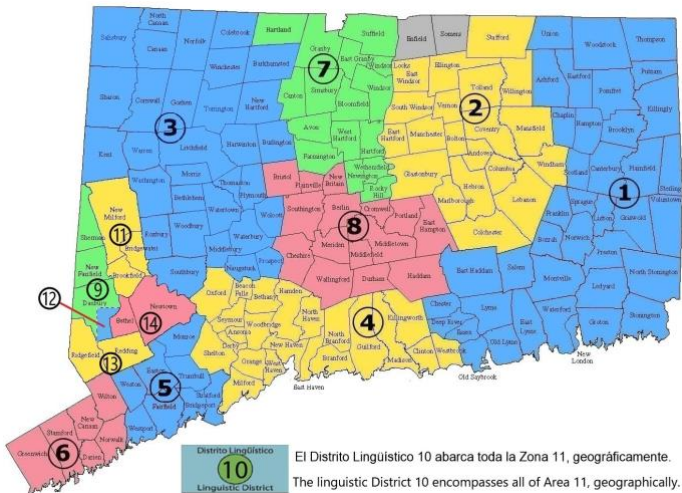 Salisbury
North Canaan
Canaan
Norfolk
Colebrook
Hartland
Granby
Suffield
Enfield
Somers
Stafford
Union
Woodstock
Thompson
Winchester
Barkhamsted
East Granby
Windsor Locks
East Windsor
Ellington
Tolland
Willington
Ashford
Eastford
Pomfret
Putnam
Killingly
7
Sharon
Cornwall
Goshen
Torrington
New Hartford
Canton
Simsbury
Bloomfield
Windsor
South Windsor
Vernon
Coventry
Mansfield
Chaplin
Hampton
Brooklyn
2
3
Avon
West Hartford
Hartford
East Hartford
Manchester
Bolton
Andover
Windham
Scotland
Canterbury
Plainfield
Sterling
Kent
Warren
Litchfield
Harwinton
Burlington
Farmington
Wethersfield
Newington
Rocky Hill
Glastonbury
Hebron
Columbia
Lebanon
Marlborough
Colchester
1
Washington
Morris
Bethlehem
Thomaston
Plymouth
Watertown
Wolcott
Bristol
Plainville
New Britain
Berlin
Cromwell
Portland
East Hampton
Southington
Sprague
Franklin
Lisbon
Griswold
Voluntown
Bozrah
Norwich
Preston
North Stonington
8
New Milford
11
Bridgewater
Roxbury
Woodbury
Middlebury
Waterbury
Naugatuck
Prospect
Cheshire
Meriden
Middletown
Middlefield
Wallingford
Durham
Haddam
East Haddam
Salem
Montville
Ledyard
Sherman
New Fairfield
9
Danbury
Brookfield
Southbury
12
Bethel
14
Newtown
Oxford
Beacon Falls
Bethany
Hamden
North Haven
Seymour
Ansonia
Woodbridge
Derby
Shelton
Orange
New Haven
West Haven
Milford
4
North Branford
Branford
Guilford
Madison
Killingworth
Clinton
Westbrook
Chester
Deep River
Essex
Lyme
Old Lyme
East Lyme
Waterford
Groton
Stonington
New London
Old Saybrook
East Haven
Ridgefield
Redding
13
Monroe
Easton
Trumbull
Weston
5
Fairfield
Stratford
Bridgeport
Westport
Wilton
New Canaan
Stamford
Norwalk
Darien
Greenwich
6
Distrito Lingüístico
10
Linguistic District
El Distrito Lingüístico 10 abarca toda la Zona 11, geográficamente.
The linguistic District 10 encompasses all of Area 11, geographically.